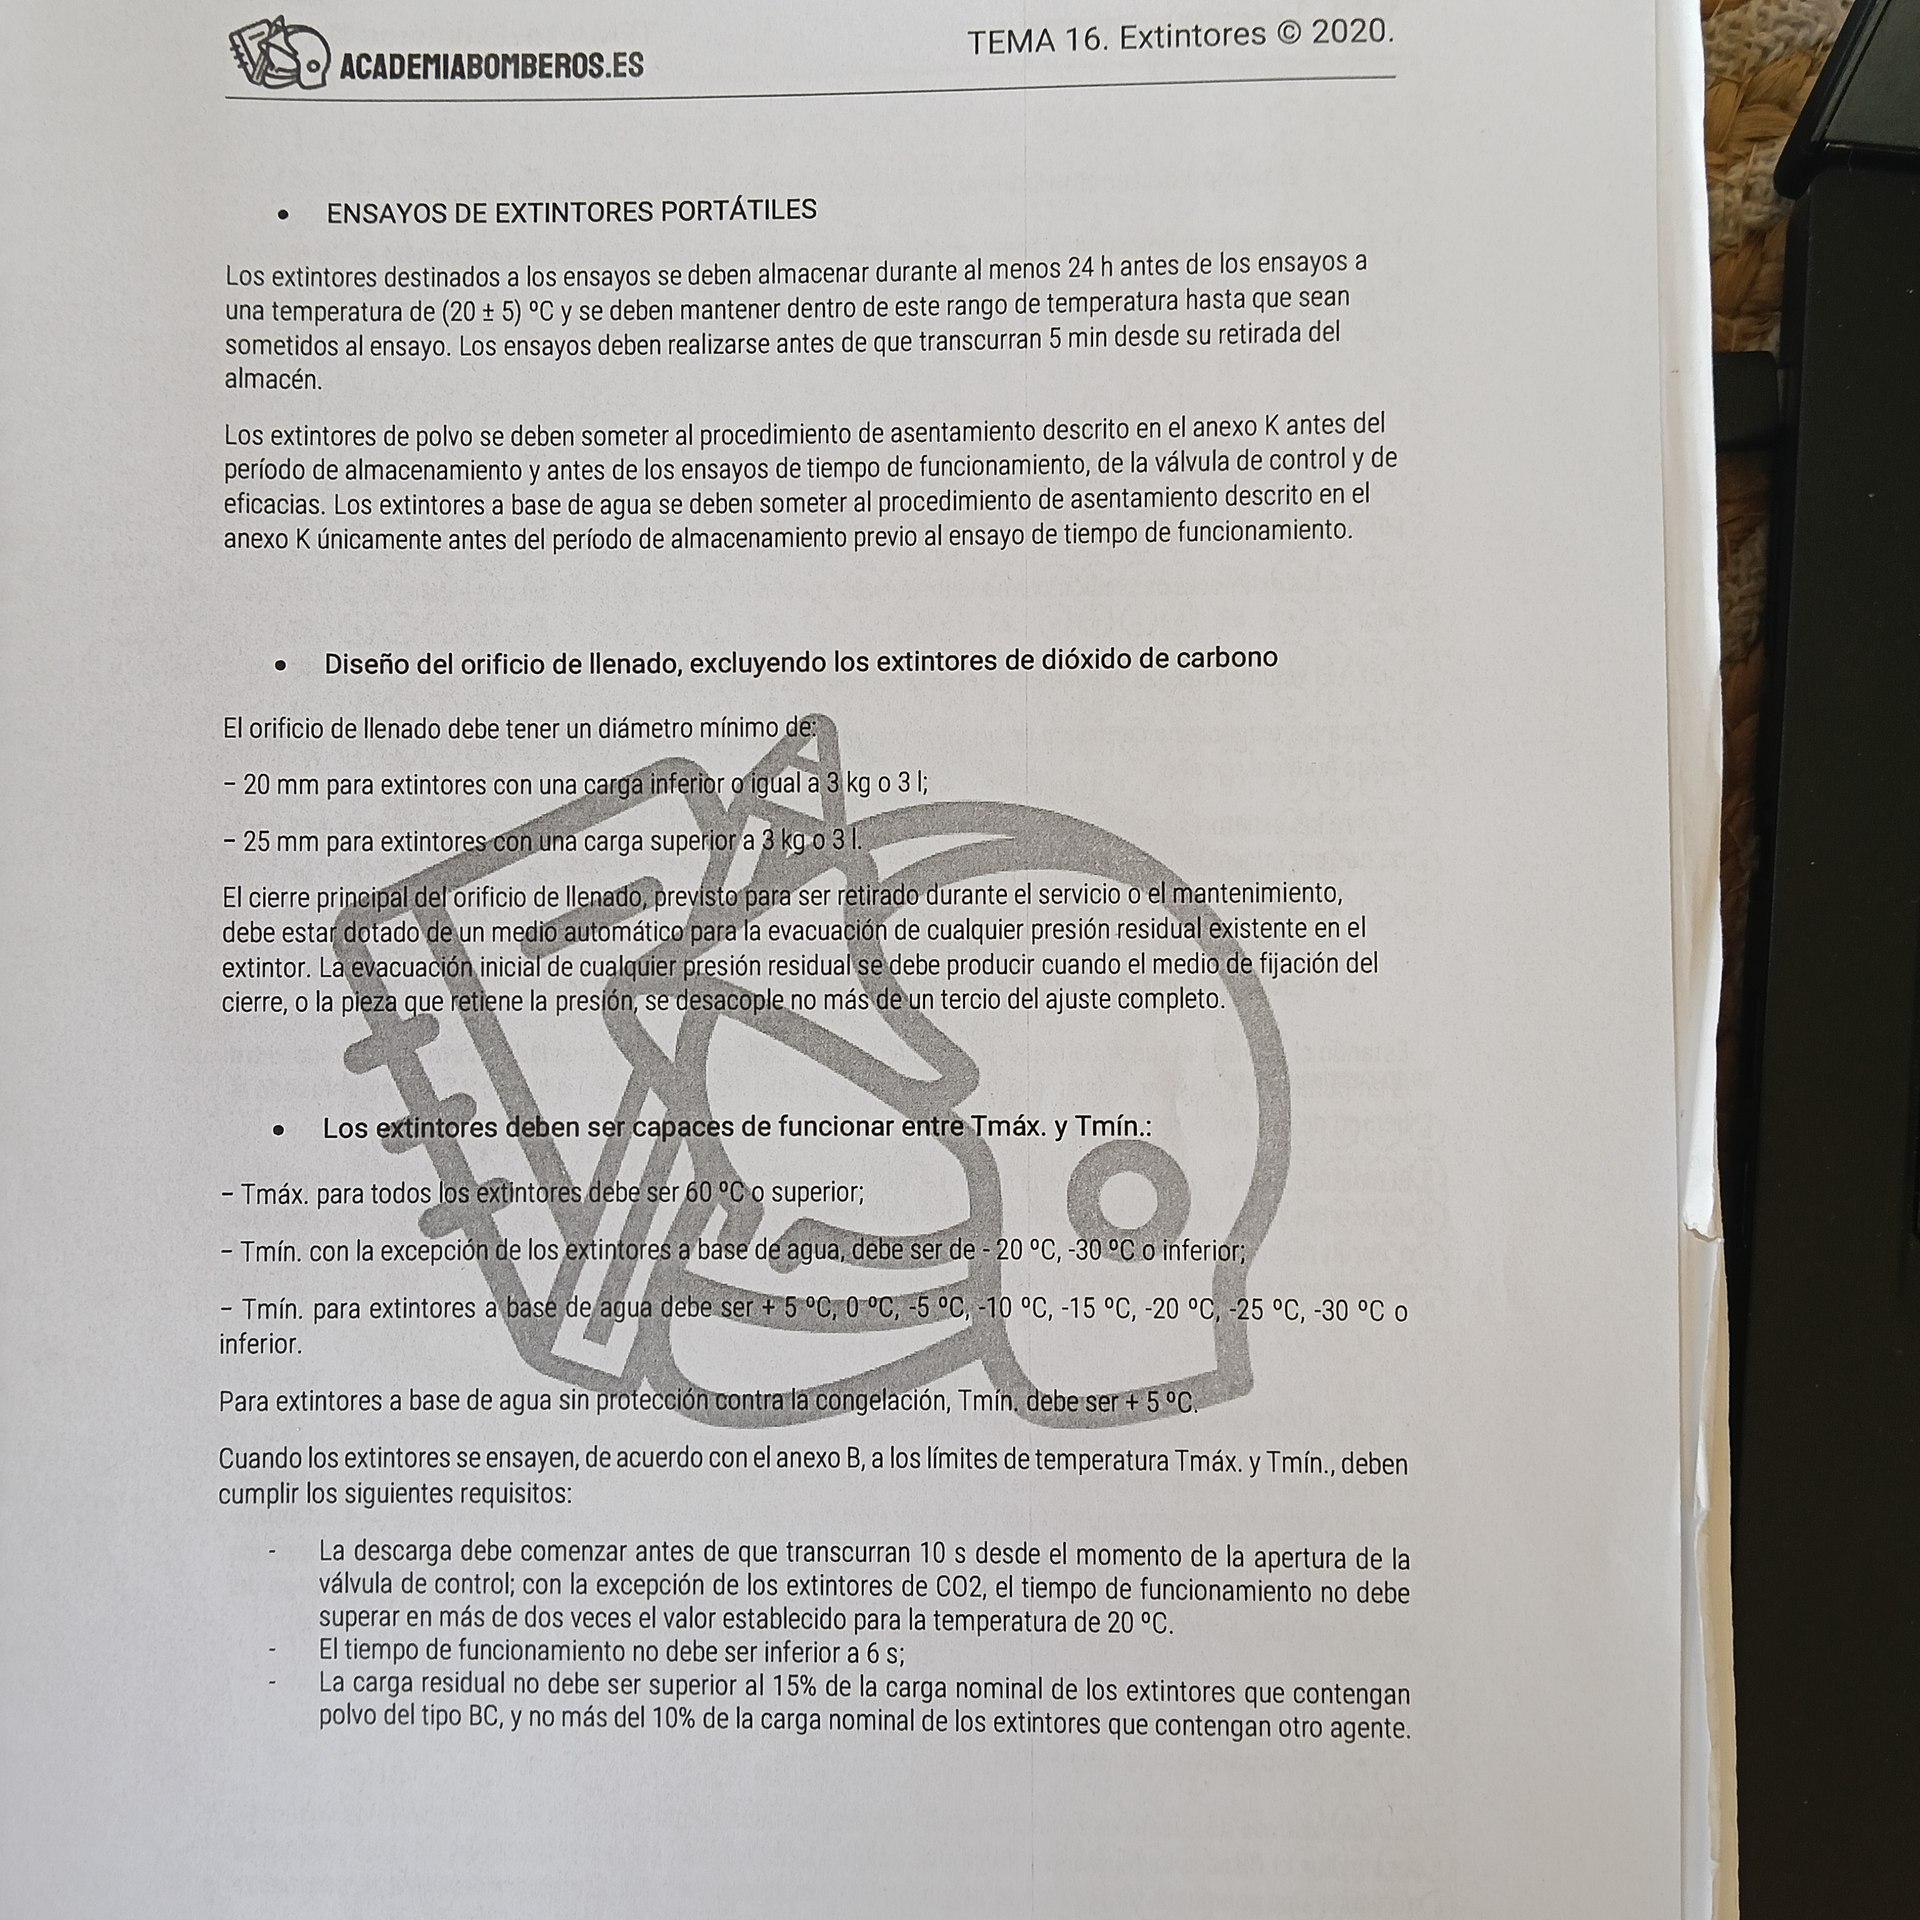 ACADEMIABOMBEROS.ES
TEMA 16. Extintores © 2020.
• ENSAYOS DE EXTINTORES PORTÁTILES
Los extintores destinados a los ensayos se deben almacenar durante al menos 24 h antes de los ensayos a
una temperatura de (20 ± 5) ºC y se deben mantener dentro de este rango de temperatura hasta que sean
sometidos al ensayo. Los ensayos deben realizarse antes de que transcurran 5 min desde su retirada del
almacén.
Los extintores de polvo se deben someter al procedimiento de asentamiento descrito en el anexo K antes del
período de almacenamiento y antes de los ensayos de tiempo de funcionamiento, de la válvula de control y de
eficacias. Los extintores a base de agua se deben someter al procedimiento de asentamiento descrito en el
anexo K únicamente antes del período de almacenamiento previo al ensayo de tiempo de funcionamiento.
• Diseño del orificio de llenado, excluyendo los extintores de dióxido de carbono
El orificio de llenado debe tener un diámetro mínimo de:
– 20 mm para extintores con una carga inferior o igual a 3 kg o 3 l;
– 25 mm para extintores con una carga superior a 3 kg o 3 l.
El cierre principal del orificio de llenado, previsto para ser retirado durante el servicio o el mantenimiento,
debe estar dotado de un medio automático para la evacuación de cualquier presión residual existente en el
extintor. La evacuación inicial de cualquier presión residual se debe producir cuando el medio de fijación del
cierre, o la pieza que retiene la presión, se desacople no más de un tercio del ajuste completo.
• Los extintores deben ser capaces de funcionar entre Tmáx. y Tmín.:
– Tmáx. para todos los extintores debe ser 60 ºC o superior;
– Tmín. con la excepción de los extintores a base de agua, debe ser de - 20 ºC, -30 ºC o inferior;
– Tmín. para extintores a base de agua debe ser + 5 ºC, 0 ºC, -5 ºC, -10 ºC, -15 ºC, -20 ºC, -25 ºC, -30 ºC o
inferior.
Para extintores a base de agua sin protección contra la congelación, Tmín. debe ser + 5 ºC.
Cuando los extintores se ensayen, de acuerdo con el anexo B, a los límites de temperatura Tmáx. y Tmín., deben
cumplir los siguientes requisitos:
- La descarga debe comenzar antes de que transcurran 10 s desde el momento de la apertura de la
válvula de control; con la excepción de los extintores de CO2, el tiempo de funcionamiento no debe
superar en más de dos veces el valor establecido para la temperatura de 20 ºC.
- El tiempo de funcionamiento no debe ser inferior a 6 s;
- La carga residual no debe ser superior al 15% de la carga nominal de los extintores que contengan
polvo del tipo BC, y no más del 10% de la carga nominal de los extintores que contengan otro agente.